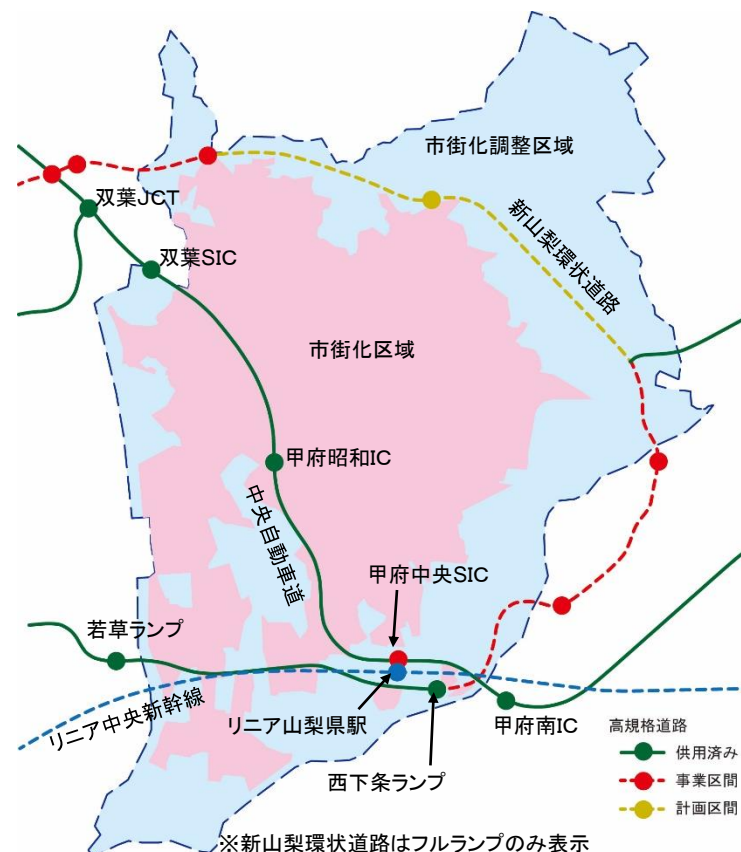 市街化調整区域
双葉JCT
新山梨環状道路
双葉SIC
市街化区域
甲府昭和IC
中央自動車道
甲府中央SIC
若草ランプ
リニア中央新幹線
リニア山梨県駅
甲府南IC
西下条ランプ
高規格道路
供用済み
事業区間
計画区間
※新山梨環状道路はフルランプのみ表示